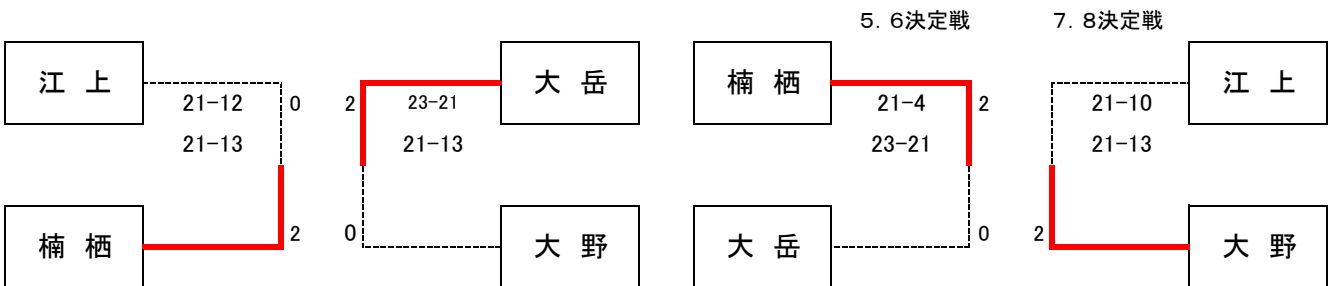 5．6決定戦　7．8決定戦
江 上　大 岳　楠 栖　江 上
21-12　0　2　23-21　21-4　2　21-10
21-13　21-13　23-21　21-13
楠 栖　2　0　大 野　大 岳　0　2　大 野